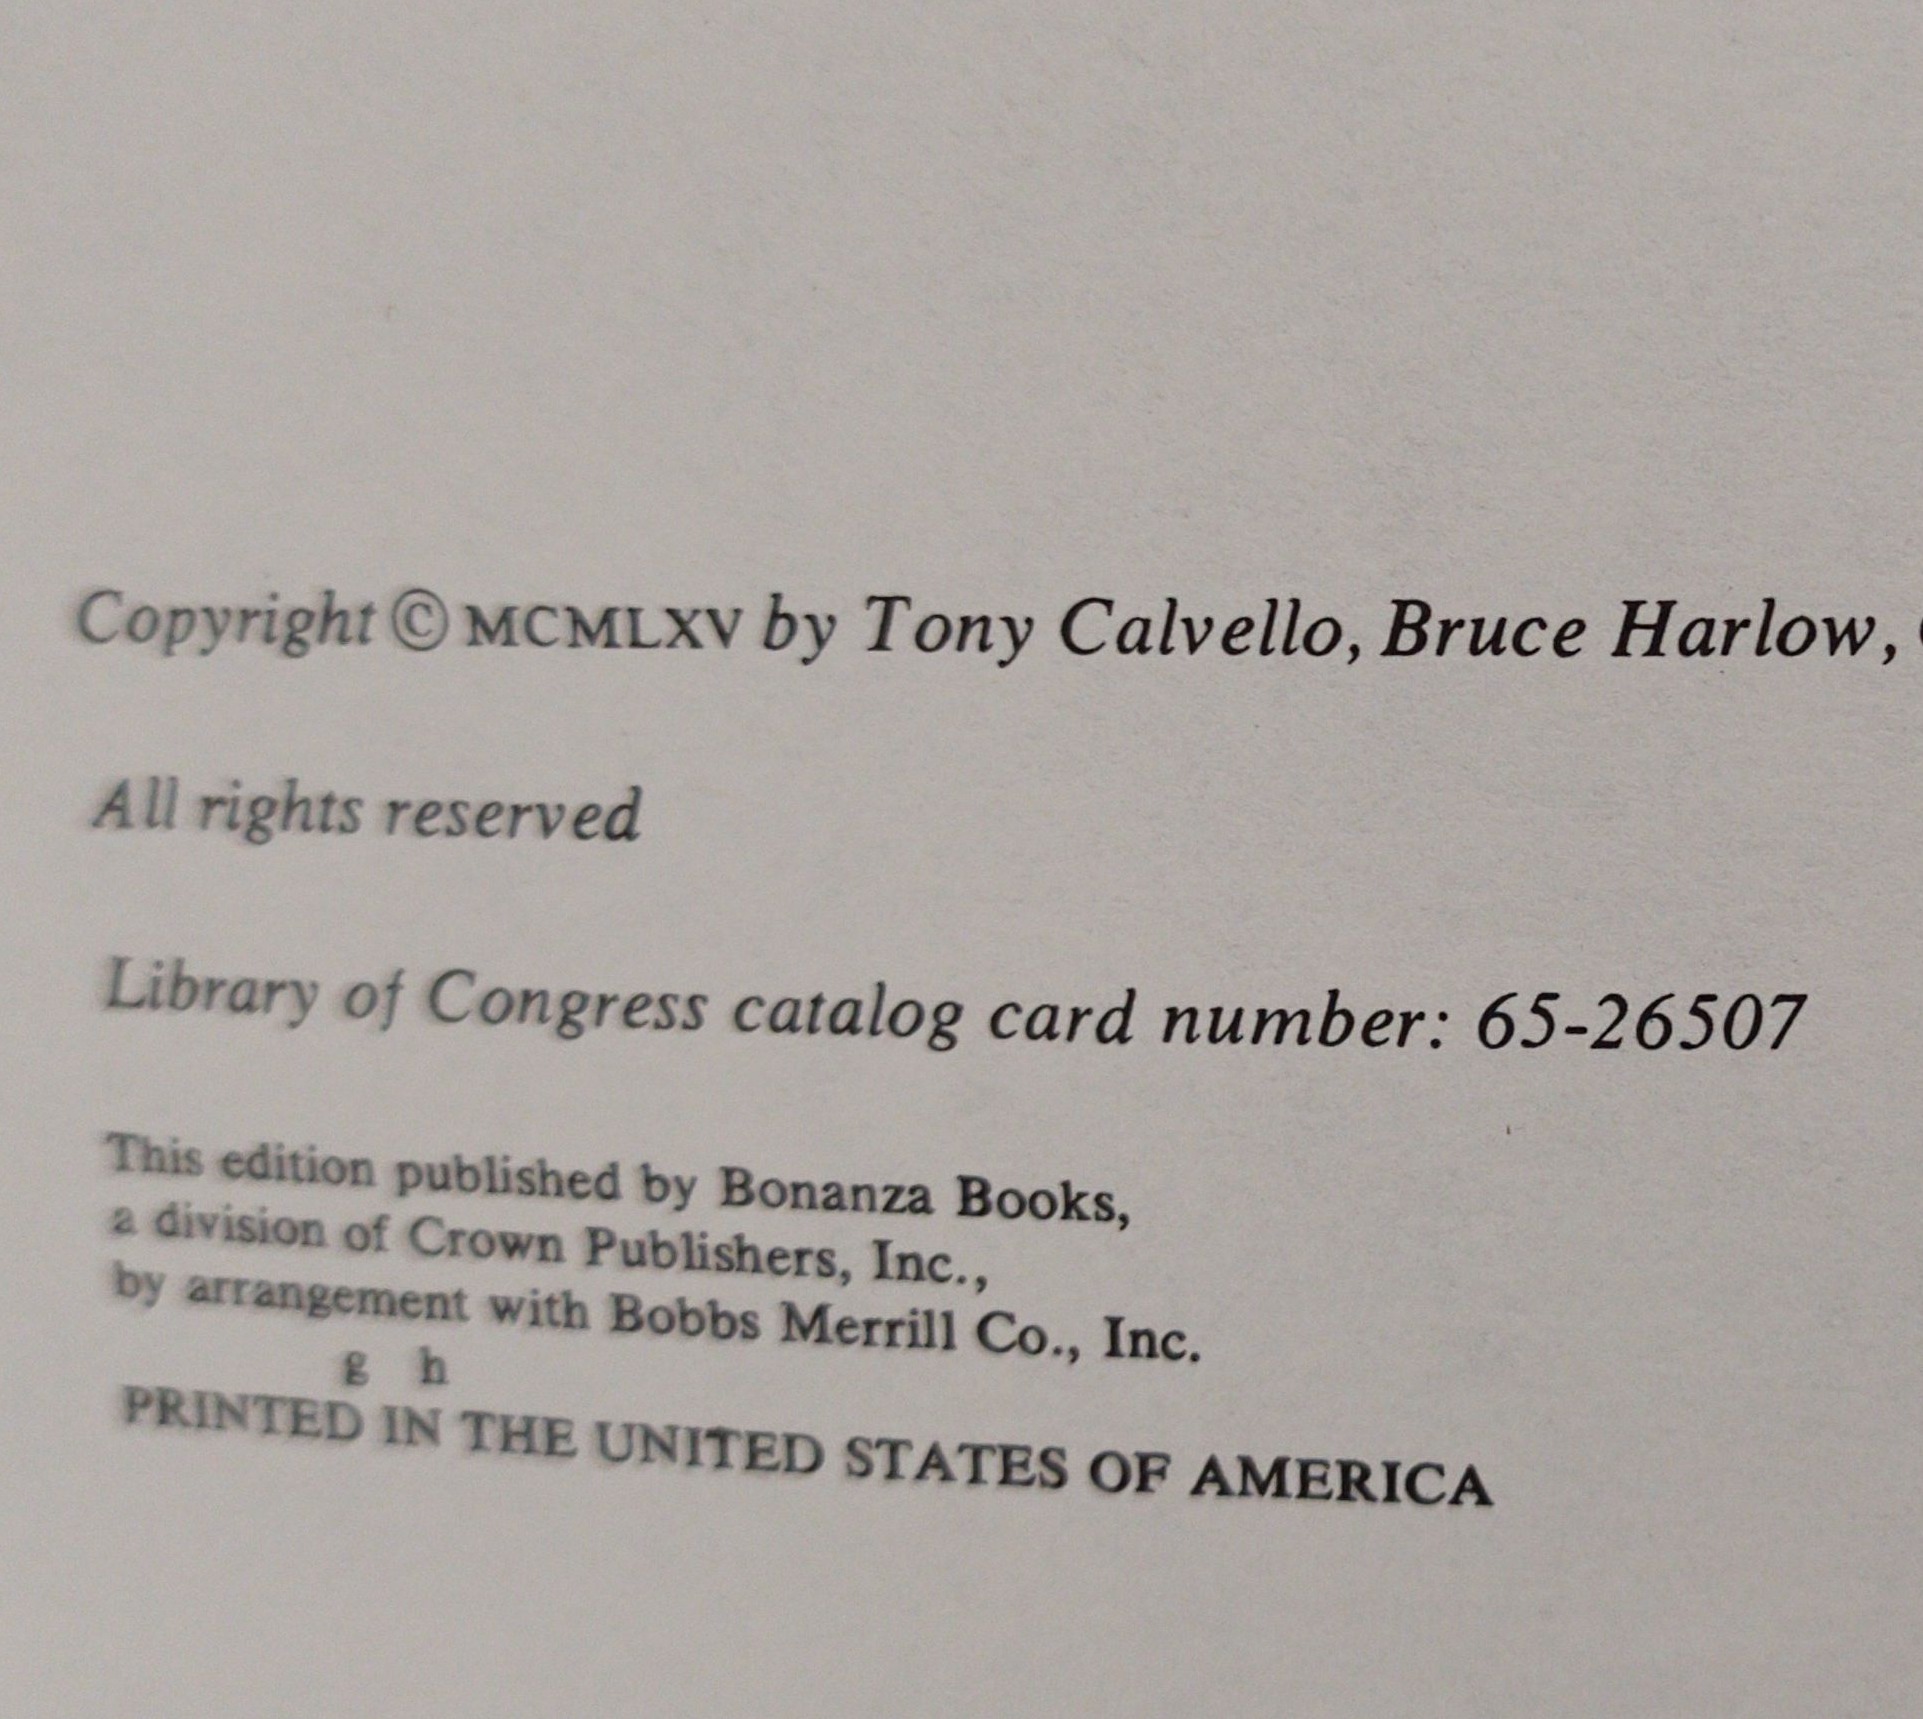 Copyright © MCMLXV by Tony Calvello, Bruce Harlow,
All rights reserved
Library of Congress catalog card number: 65-26507
This edition published by Bonanza Books,
a division of Crown Publishers, Inc.,
by arrangement with Bobbs Merrill Co., Inc.
g h
PRINTED IN THE UNITED STATES OF AMERICA